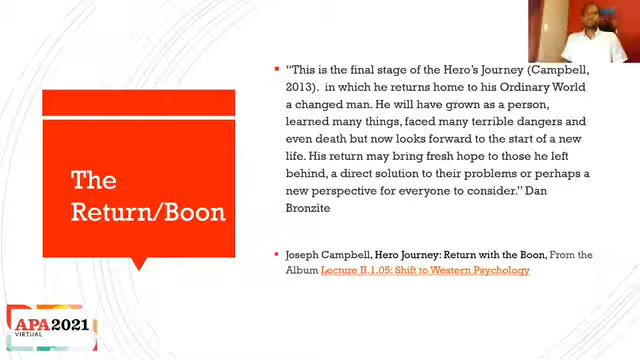 The
Return/Boon
“This is the final stage of the Hero’s Journey (Campbell,
2013).  in which he returns home to his Ordinary World
a changed man. He will have grown as a person,
learned many things, faced many terrible dangers and
even death but now looks forward to the start of a new
life. His return may bring fresh hope to those he left
behind, a direct solution to their problems or perhaps a
new perspective for everyone to consider.” Dan
Bronzite
Joseph Campbell, Hero Journey: Return with the Boon, From the
Album Lecture II.1.05: Shift to Western Psychology
APA2021
VIRTUAL